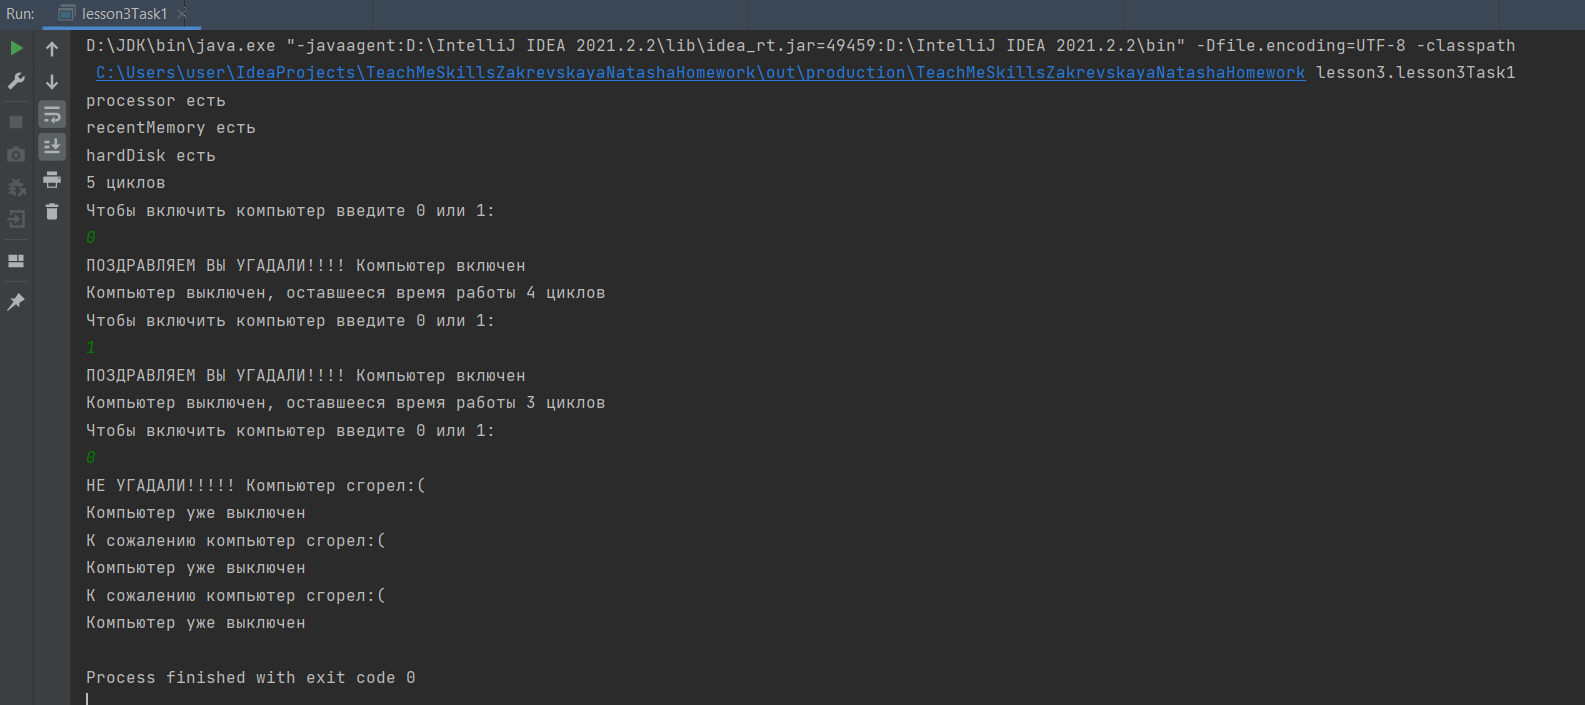 Run: lesson3Task1
D:\JDK\bin\java.exe "-javaagent:D:\IntelliJ IDEA 2021.2.2\lib\idea_rt.jar=49459:D:\IntelliJ IDEA 2021.2.2\bin" -Dfile.encoding=UTF-8 -classpath
C:\Users\user\IdeaProjects\TeachMeSkillsZakrevskayaNatashaHomework\out\production\TeachMeSkillsZakrevskayaNatashaHomework lesson3.lesson3Task1
processor есть
recentMemory есть
hardDisk есть
5 циклов
Чтобы включить компьютер введите 0 или 1:
0
ПОЗДРАВЛЯЕМ ВЫ УГАДАЛИ!!!! Компьютер включен
Компьютер выключен, оставшееся время работы 4 циклов
Чтобы включить компьютер введите 0 или 1:
1
ПОЗДРАВЛЯЕМ ВЫ УГАДАЛИ!!!! Компьютер включен
Компьютер выключен, оставшееся время работы 3 циклов
Чтобы включить компьютер введите 0 или 1:
0
НЕ УГАДАЛИ!!!!! Компьютер сгорел:(
Компьютер уже выключен
К сожалению компьютер сгорел:(
Компьютер уже выключен
К сожалению компьютер сгорел:(
Компьютер уже выключен
Process finished with exit code 0